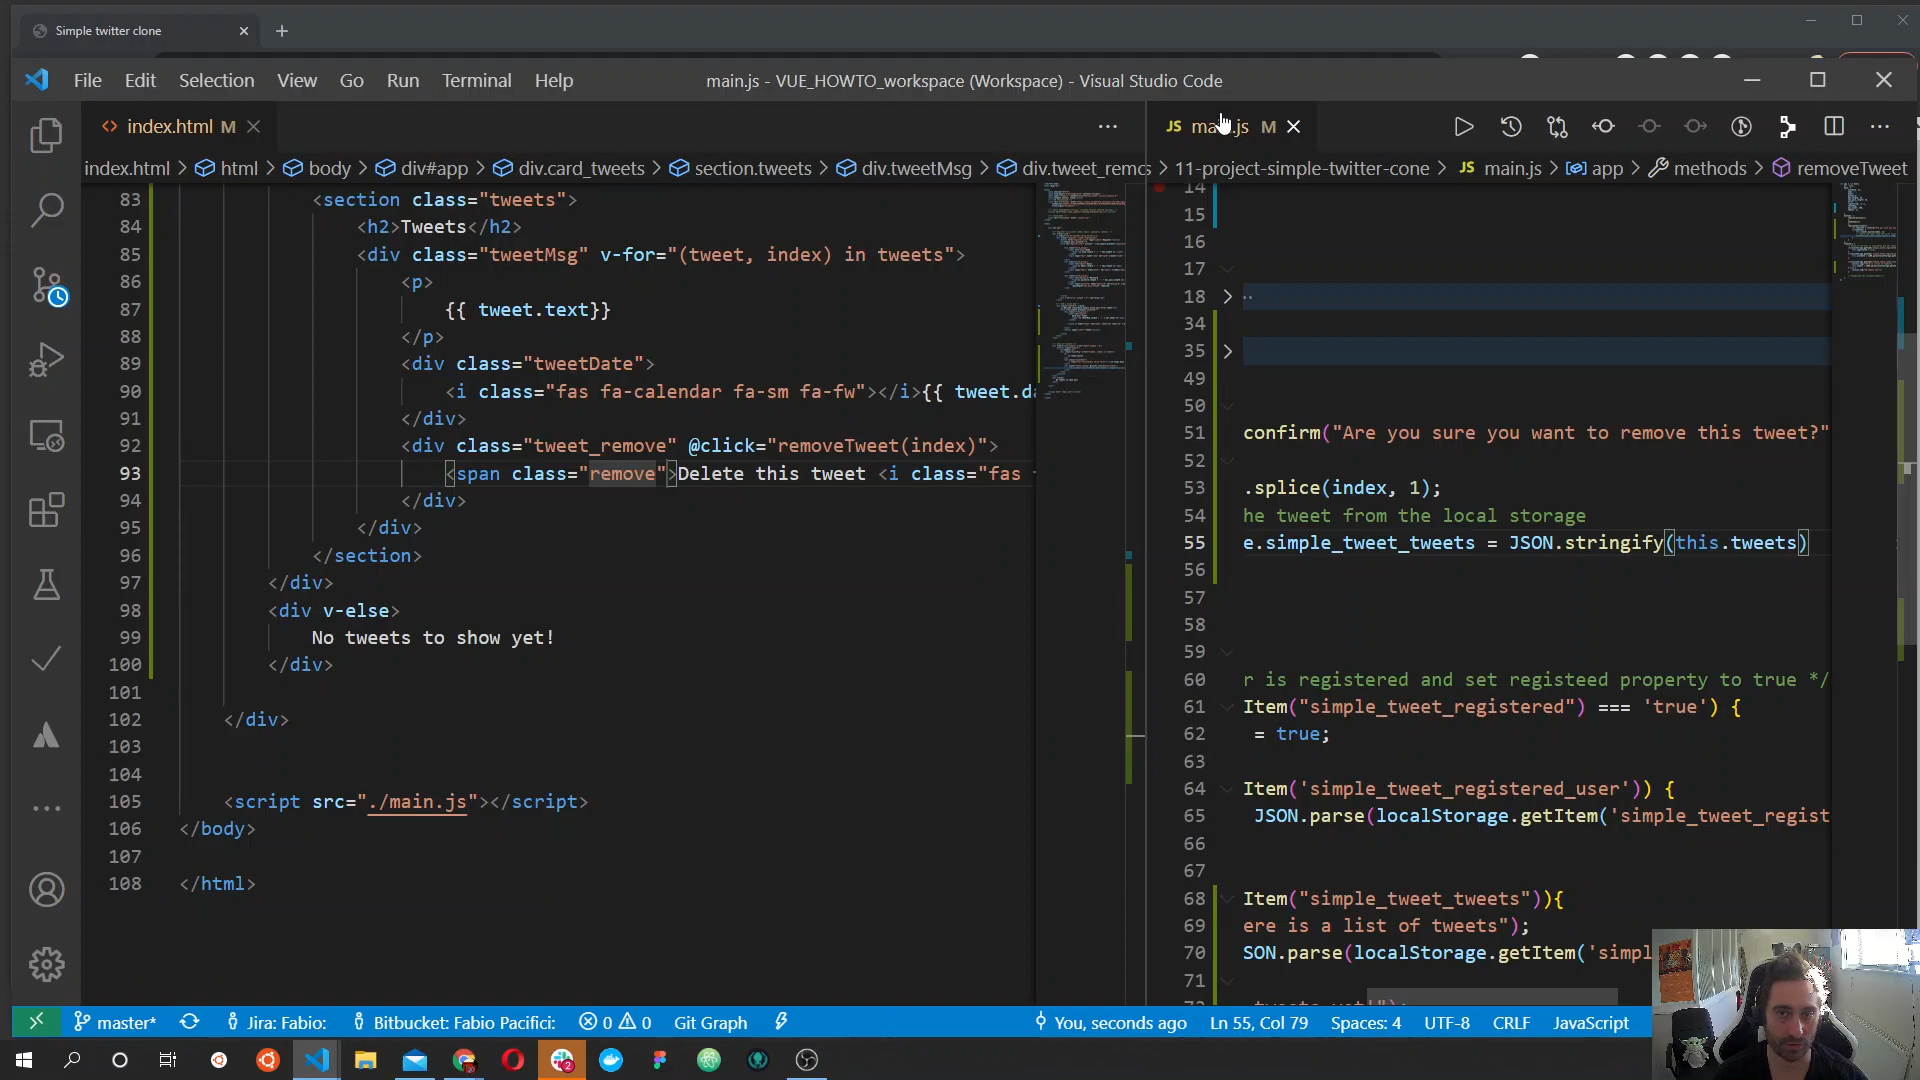 Simple twitter clone
File Edit Selection View Go Run Terminal Help
main.js - VUE_HOWTO_workspace (Workspace) - Visual Studio Code
index.html M
index.html > html > body > div#app > div.card_tweets > section.tweets > div.tweetMsg > div.tweet_remo
83 <section class="tweets">
84 <h2>Tweets</h2>
85 <div class="tweetMsg" v-for="(tweet, index) in tweets">
86 <p>
87 {{ tweet.text}}
88 </p>
89 <div class="tweetDate">
90 <i class="fas fa-calendar fa-sm fa-fw"></i>{{ tweet.da
91 </div>
92 <div class="tweet_remove" @click="removeTweet(index)">
93 <span class="remove">Delete this tweet <i class="fas
94 </div>
95 </div>
96 </section>
97 </div>
98 <div v-else>
99 No tweets to show yet!
100 </div>
101
102 </div>
103
104
105 <script src="./main.js"></script>
106 </body>
107
108 </html>
JS main.js M
11-project-simple-twitter-cone > JS main.js > app > methods > removeTweet
14
15
16
17
18 ..
34
35
49
50
51 confirm("Are you sure you want to remove this tweet?"
52
53 .splice(index, 1);
54 he tweet from the local storage
55 e.simple_tweet_tweets = JSON.stringify(this.tweets)
56
57
58
59
60 r is registered and set registeed property to true */
61 Item("simple_tweet_registered") === 'true') {
62 = true;
63
64 Item('simple_tweet_registered_user')) {
65 JSON.parse(localStorage.getItem('simple_tweet_regist
66
67
68 Item("simple_tweet_tweets")){
69 ere is a list of tweets");
70 SON.parse(localStorage.getItem('simpl
71
master* Jira: Fabio: Bitbucket: Fabio Pacifici: 0 0 Git Graph You, seconds ago Ln 55, Col 79 Spaces: 4 UTF-8 CRLF JavaScript
2